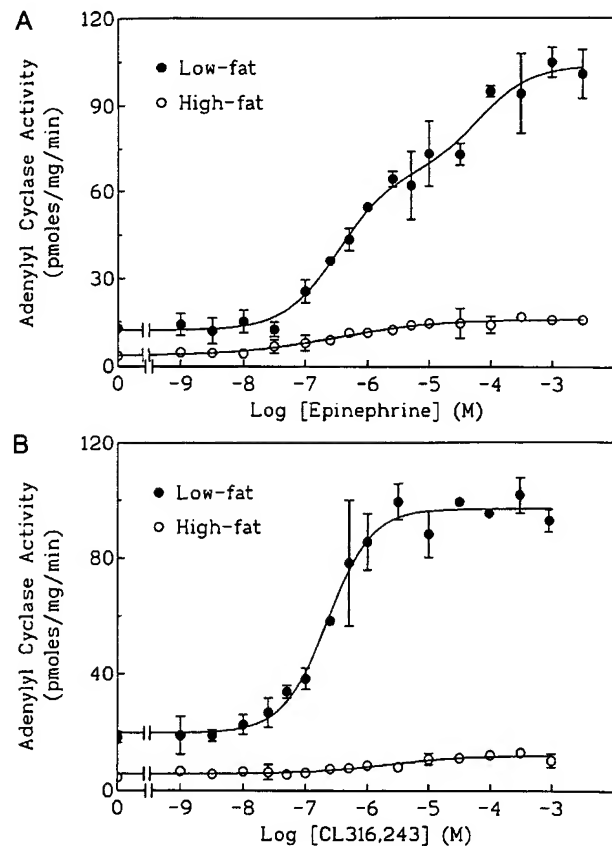 A
120
90
60
30
0
Adenylyl Cyclase Activity
(pmoles/mg/min)
Low-fat
High-fat
0 -9 -8 -7 -6 -5 -4 -3
Log [Epinephrine] (M)
B
120
80
40
0
Adenylyl Cyclase Activity
(pmoles/mg/min)
Low-fat
High-fat
0 -9 -8 -7 -6 -5 -4 -3
Log [CL316,243] (M)